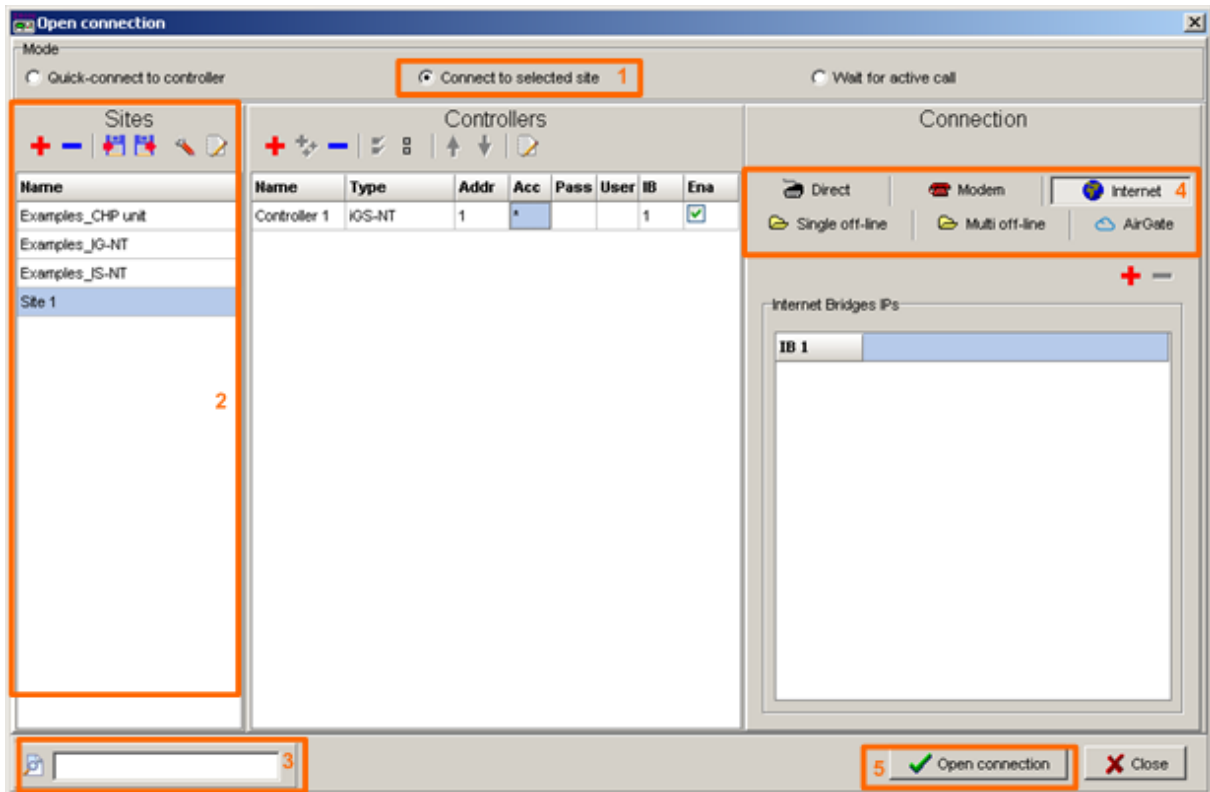 Open connection
Mode
Quick-connect to controller
Connect to selected site 1
Wait for active call
Sites
Controllers
Connection
Name
Examples_CHP unit
Examples_IG-NT
Examples_IS-NT
Site 1
2
Name Type Addr Acc Pass User IB Ena
Controller 1 iGS-NT 1 * 1
Direct Modem Internet 4
Single off-line Multi off-line AirGate
Internet Bridges IPs
IB 1
3
5 Open connection Close